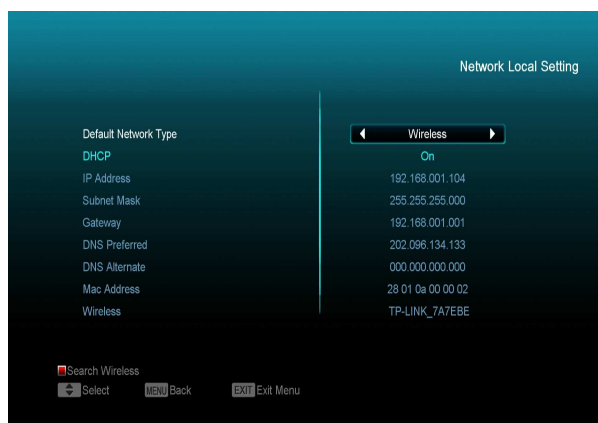 Network Local Setting
Default Network Type Wireless
DHCP On
IP Address 192.168.001.104
Subnet Mask 255.255.255.000
Gateway 192.168.001.001
DNS Preferred 202.096.134.133
DNS Alternate 000.000.000.000
Mac Address 28 01 0a 00 00 02
Wireless TP-LINK_7A7EBE
Search Wireless
Select MENU Back EXIT Exit Menu